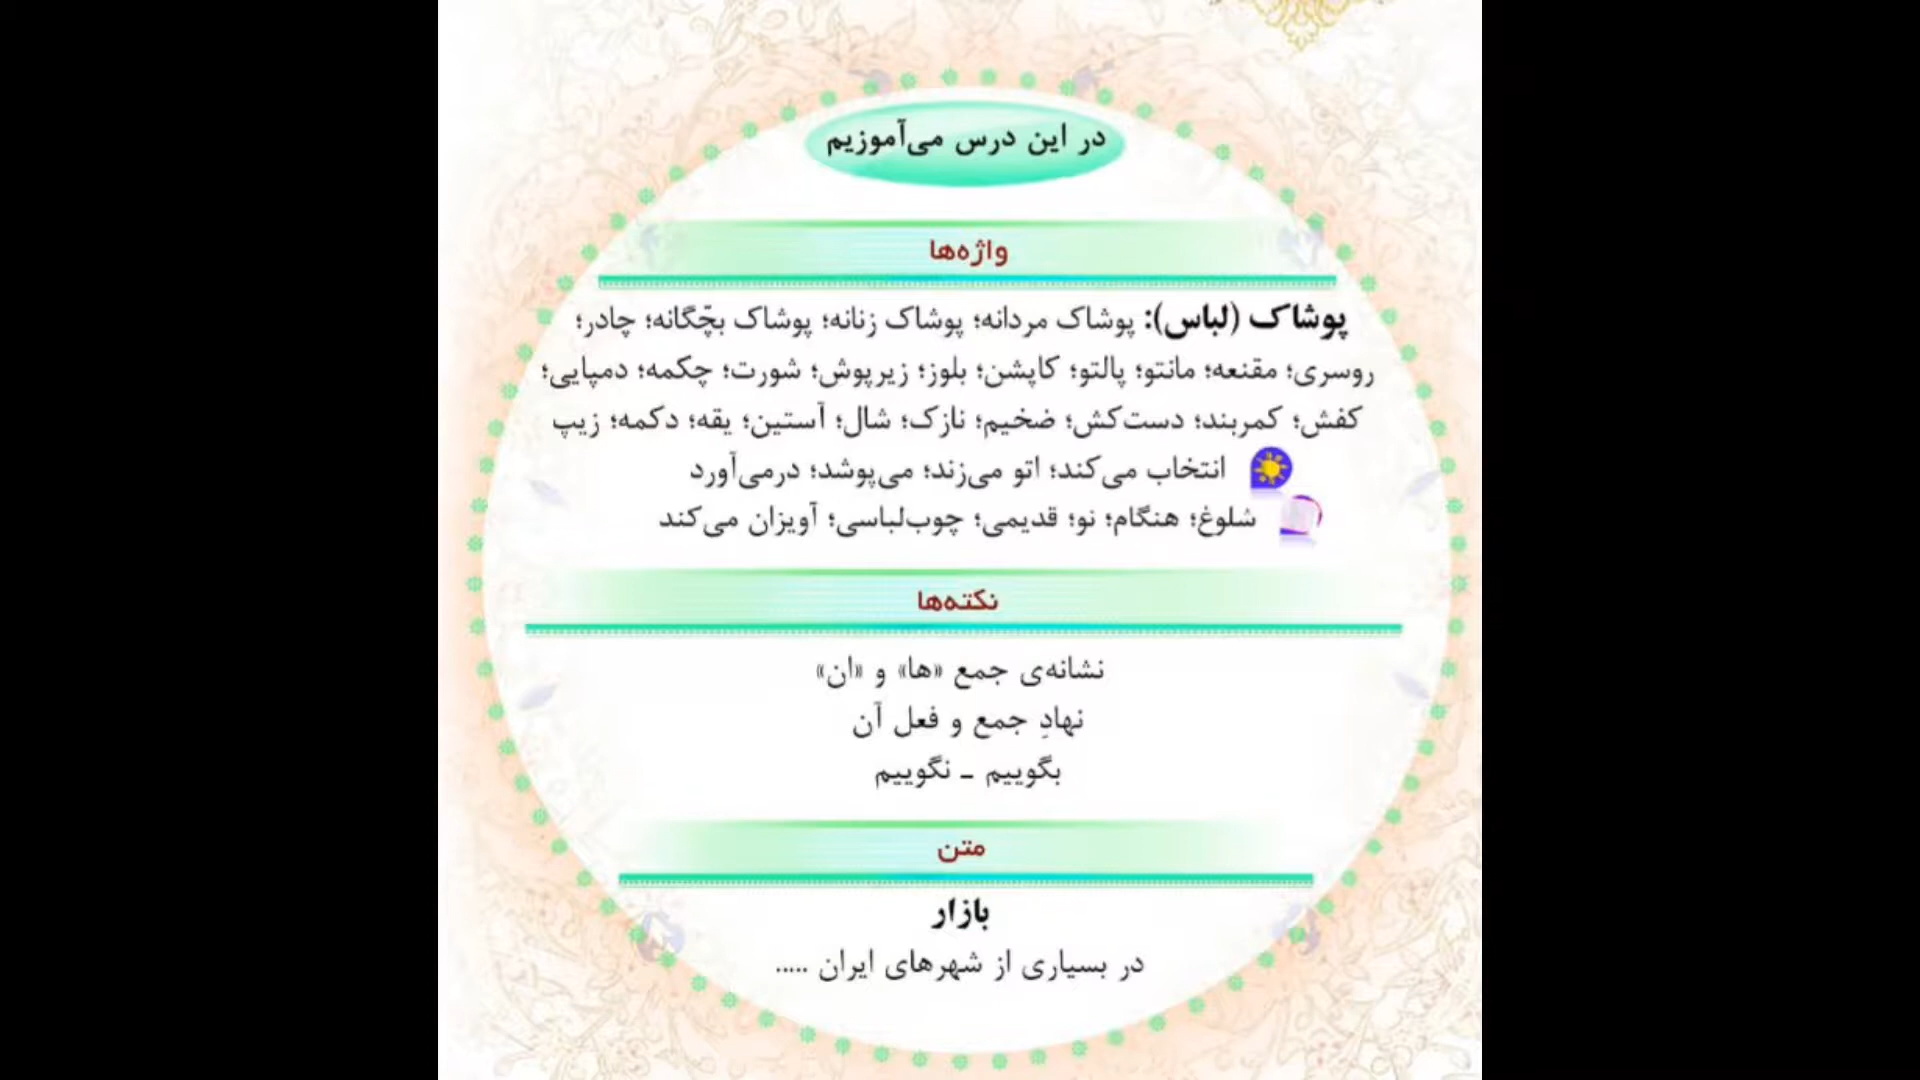 در این درس می‌آموزیم
واژه‌ها
پوشاک (لباس): پوشاک مردانه؛ پوشاک زنانه؛ پوشاک بچّگانه؛ چادر؛
روسری؛ مقنعه؛ مانتو؛ پالتو؛ کاپشن؛ بلوز؛ زیرپوش؛ شورت؛ چکمه؛ دمپایی؛
کفش؛ کمربند؛ دست‌کش؛ ضخیم؛ نازک؛ شال؛ آستین؛ یقه؛ دکمه؛ زیپ
انتخاب می‌کند؛ اتو می‌زند؛ می‌پوشد؛ درمی‌آورد
شلوغ؛ هنگام؛ نو؛ قدیمی؛ چوب‌لباسی؛ آویزان می‌کند
نکته‌ها
نشانه‌ی جمع «ها» و «ان»
نهادِ جمع و فعل آن
بگوییم ـ نگوییم
متن
بازار
در بسیاری از شهرهای ایران .....